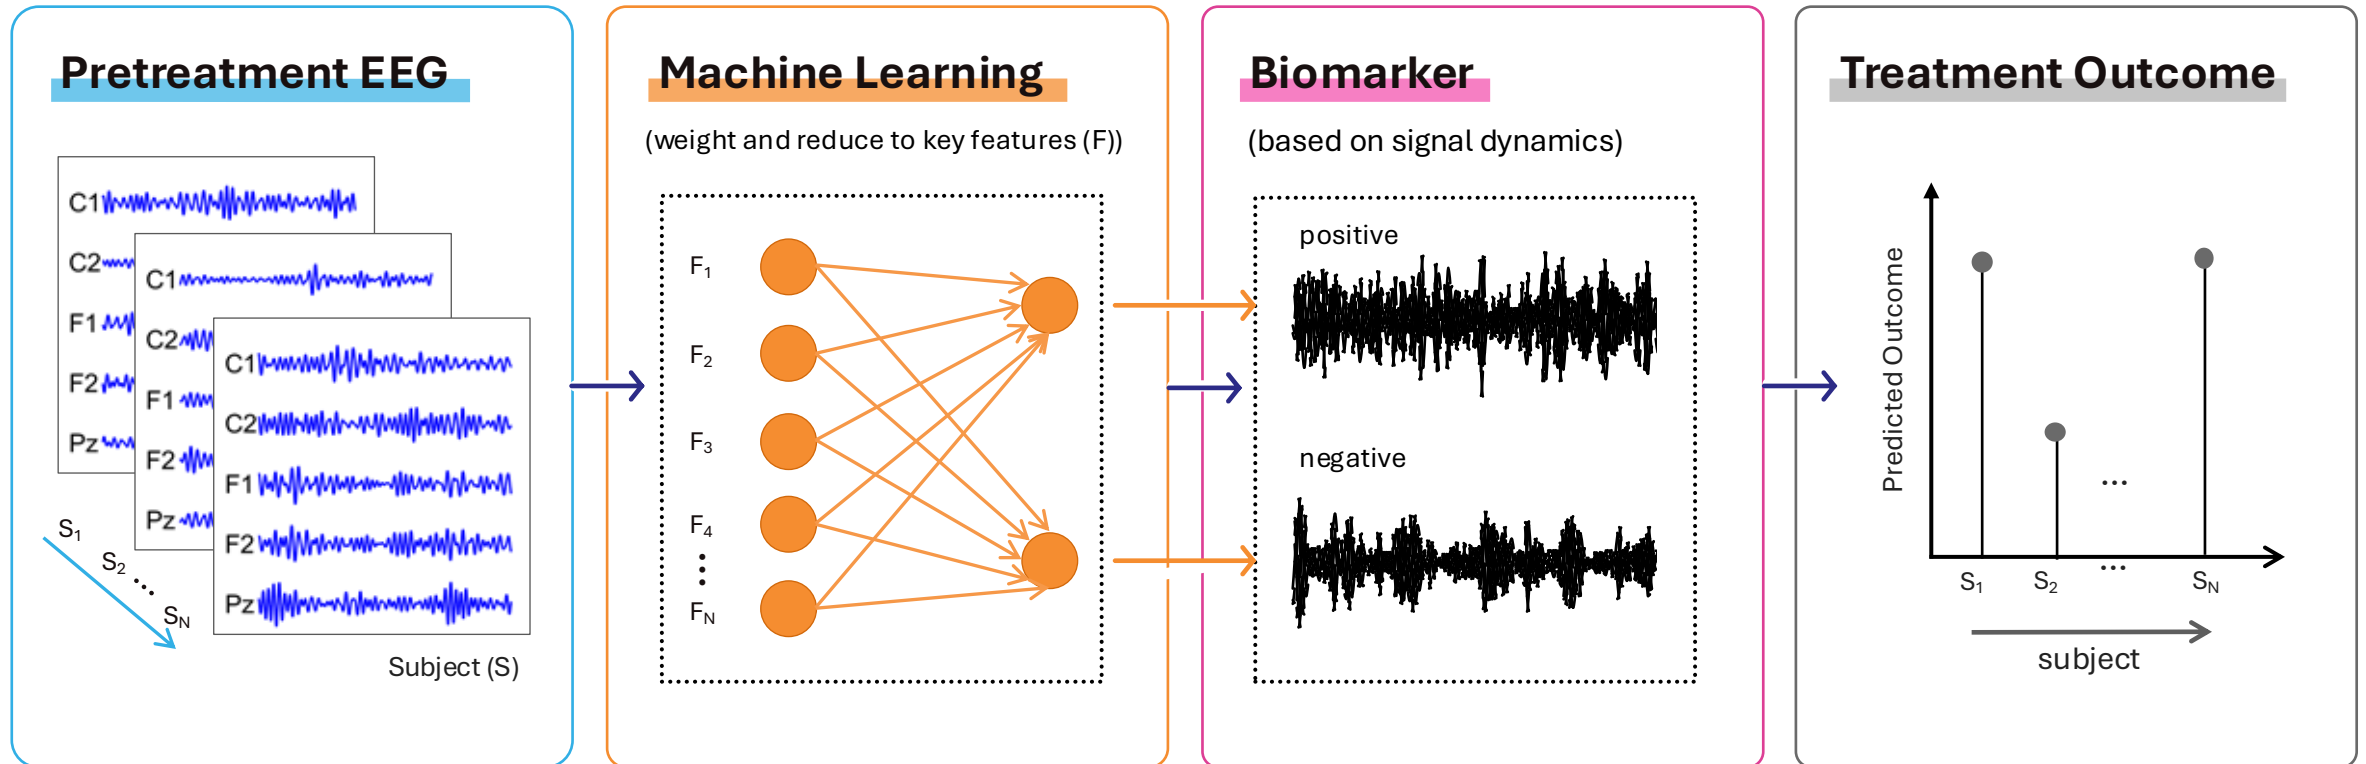 Pretreatment EEG
C1
C2
F1
F2
Pz
C1
C2
F1
F2
Pz
C1
C2
F1
F2
Pz
S1
S2
...
SN
Subject (S)
Machine Learning
(weight and reduce to key features (F))
F1
F2
F3
F4
⋮
FN
Biomarker
(based on signal dynamics)
positive
negative
Treatment Outcome
Predicted Outcome
...
S1 S2 ... SN
subject